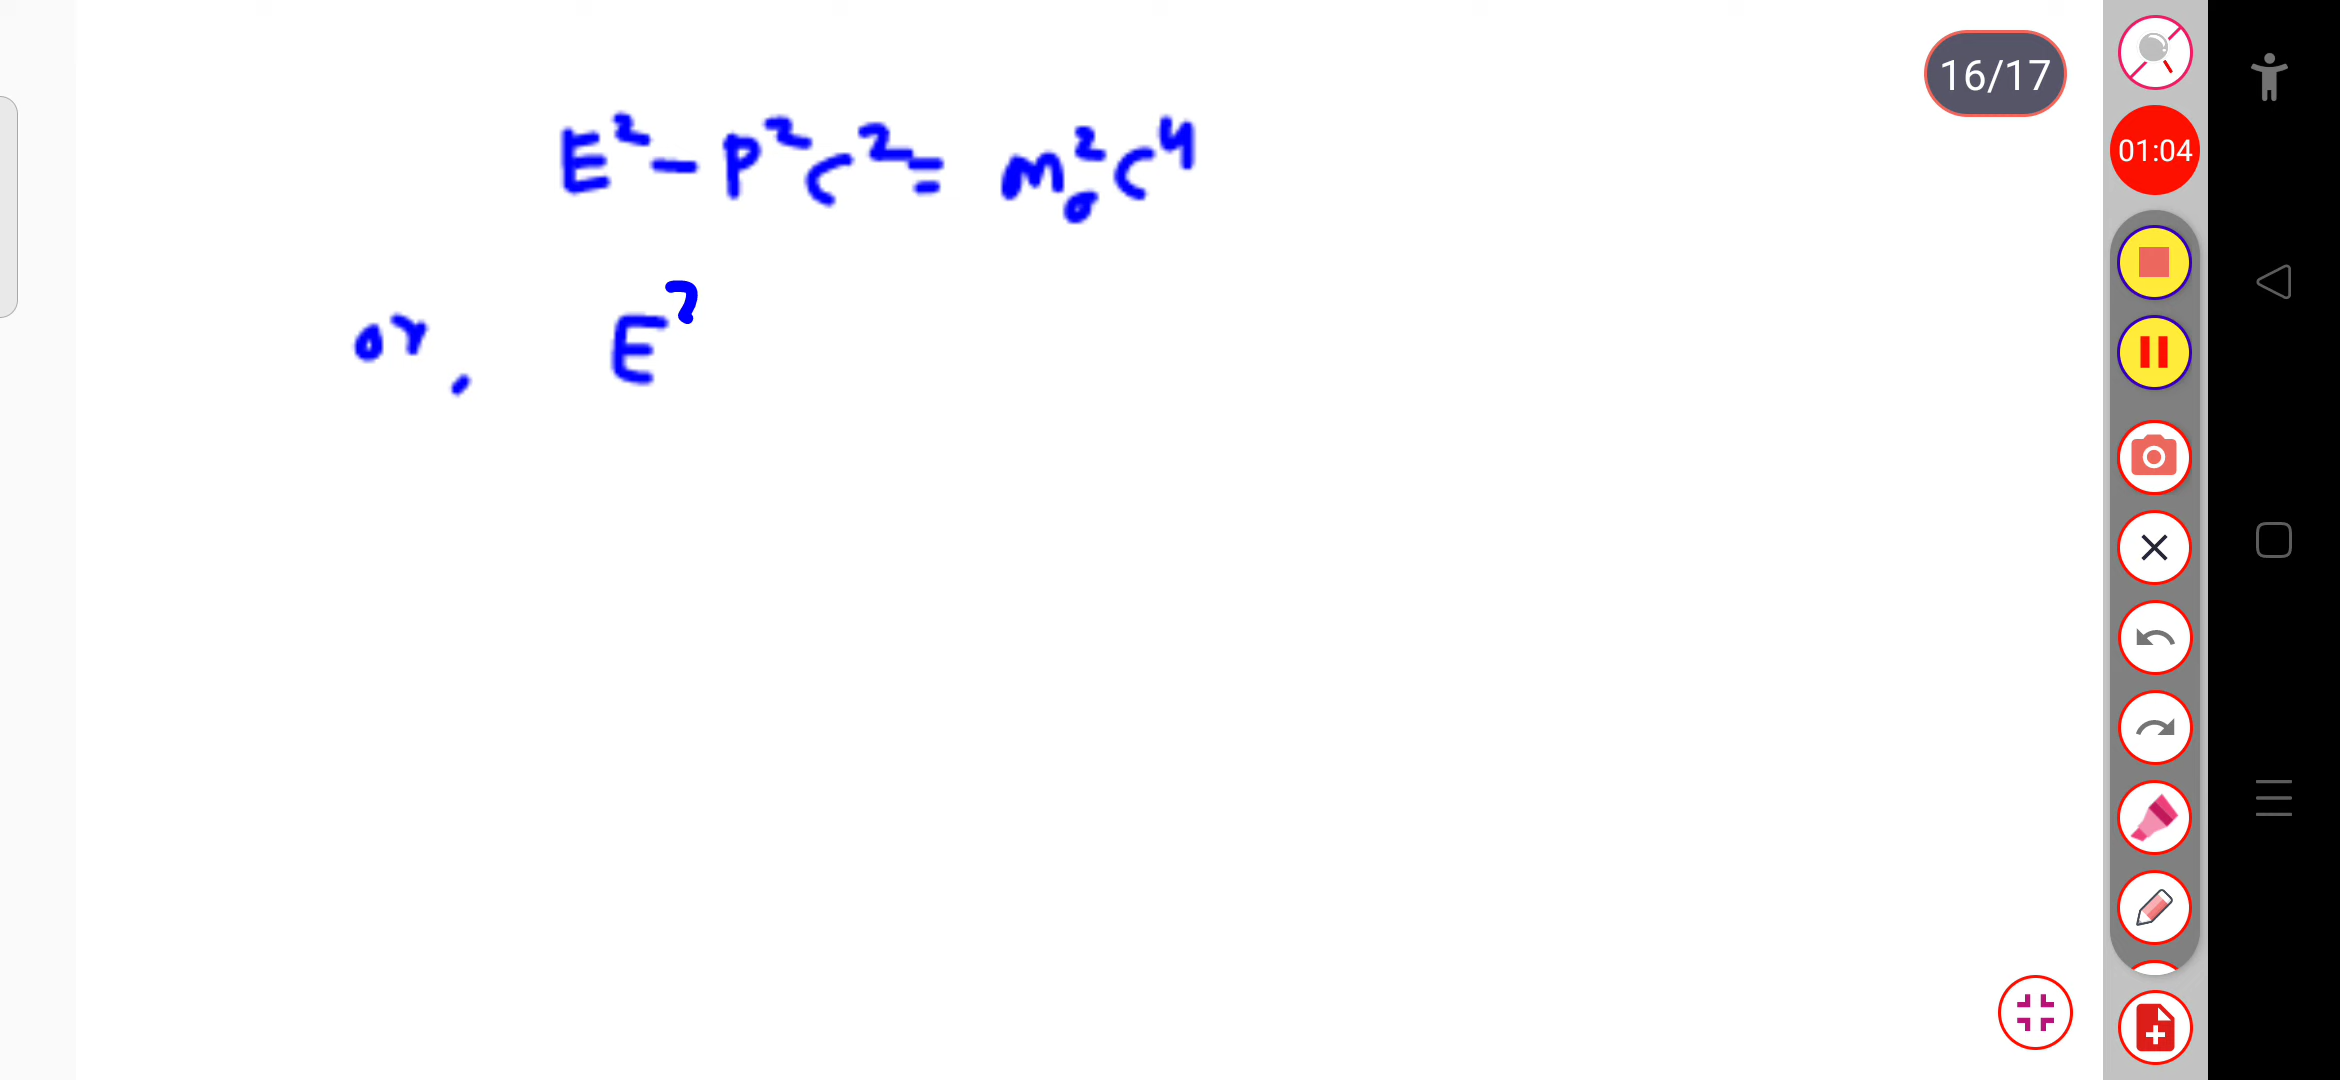 16/17
01:04
E² - P²C² = m₀²C⁴
or, E²